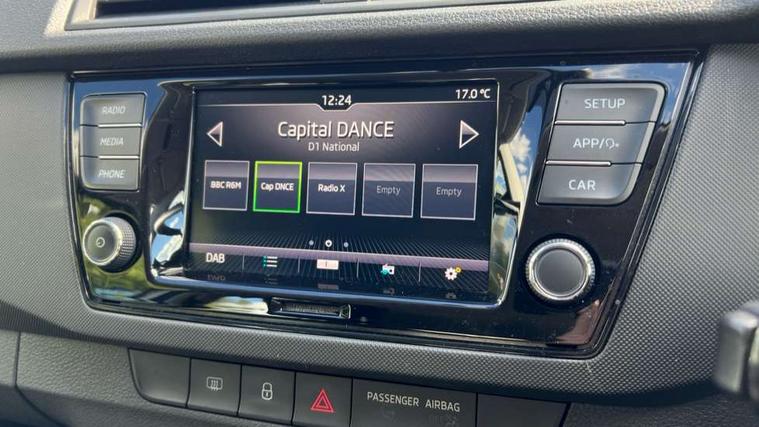 12:24
17.0 °C
RADIO
MEDIA
PHONE
Capital DANCE
D1 National
BBC R6M
Cap DNCE
Radio X
Empty
Empty
DAB
SETUP
APP/
CAR
PASSENGER AIRBAG